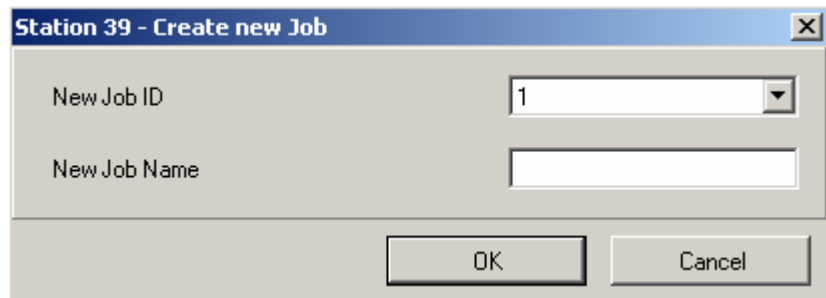 Station 39 - Create new Job
New Job ID 1
New Job Name
OK Cancel